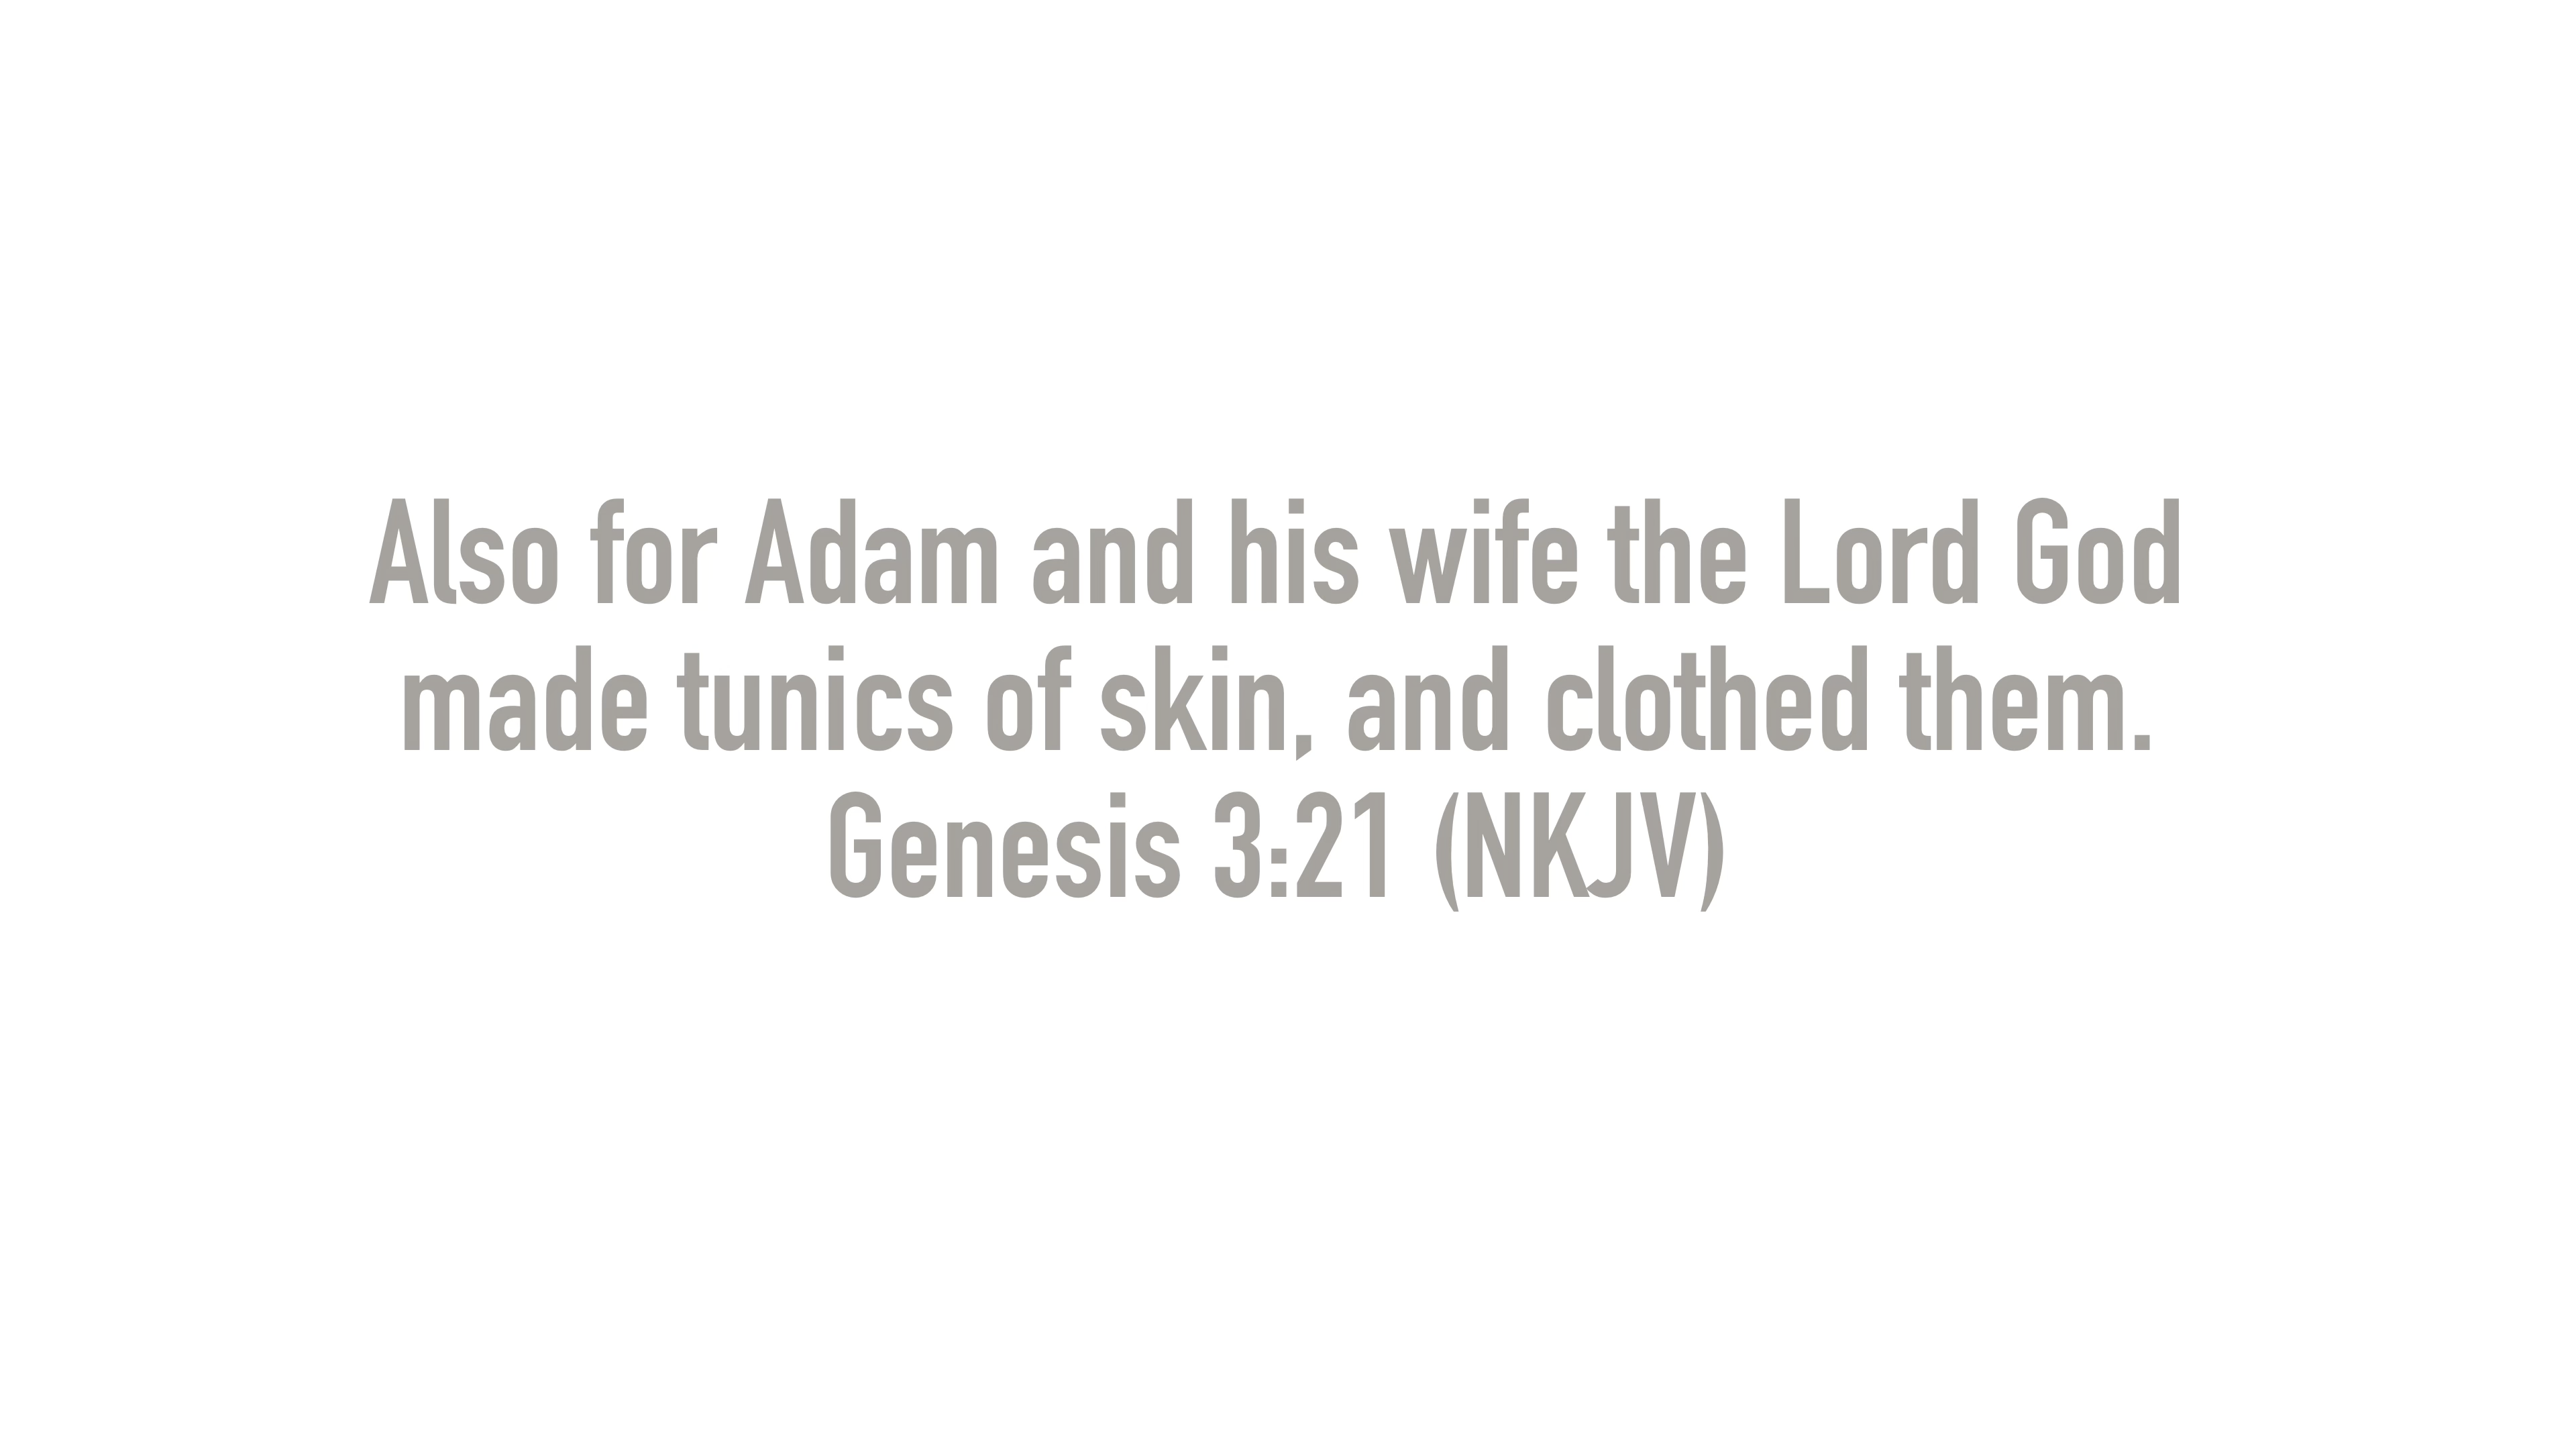 Also for Adam and his wife the Lord God
made tunics of skin, and clothed them.
Genesis 3:21 (NKJV)